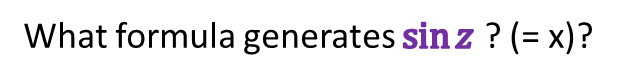 What formula generates sin z ? (= x)?